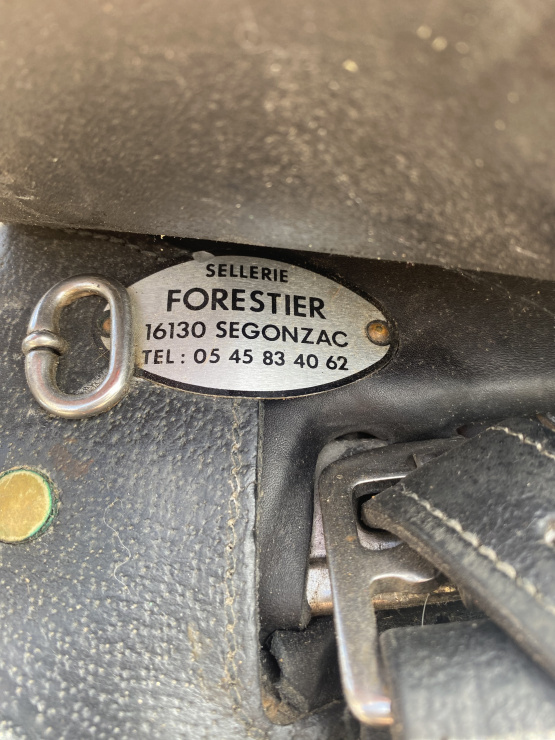 SELLERIE
FORESTIER
16130 SEGONZAC
TEL : 05 45 83 40 62